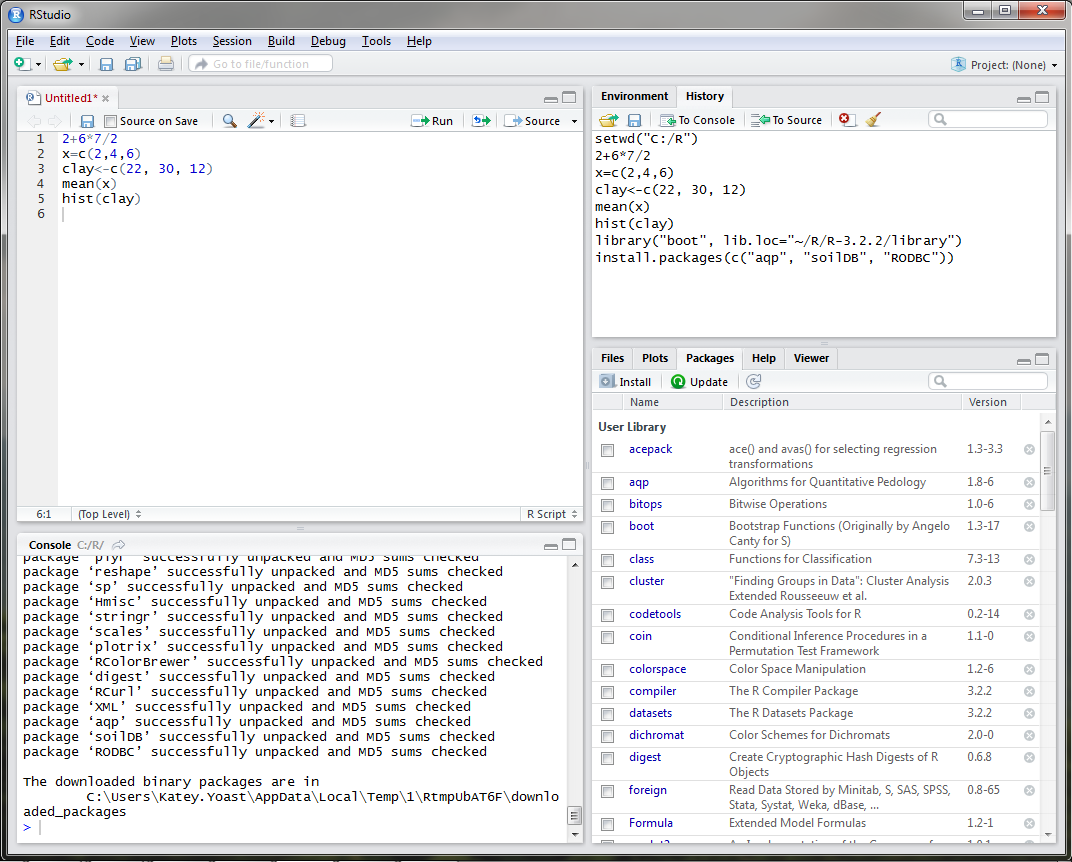 RStudio
File Edit Code View Plots Session Build Debug Tools Help
Go to file/function
Project: (None)
Untitled1*
Source on Save
Run
Source
1 2+6*7/2
2 x=c(2,4,6)
3 clay<-c(22, 30, 12)
4 mean(x)
5 hist(clay)
6
6:1 (Top Level) R Script
Console C:/R/
package ‘plyr’ successfully unpacked and MD5 sums checked
package ‘reshape’ successfully unpacked and MD5 sums checked
package ‘sp’ successfully unpacked and MD5 sums checked
package ‘Hmisc’ successfully unpacked and MD5 sums checked
package ‘stringr’ successfully unpacked and MD5 sums checked
package ‘scales’ successfully unpacked and MD5 sums checked
package ‘plotrix’ successfully unpacked and MD5 sums checked
package ‘RColorBrewer’ successfully unpacked and MD5 sums checked
package ‘digest’ successfully unpacked and MD5 sums checked
package ‘RCurl’ successfully unpacked and MD5 sums checked
package ‘XML’ successfully unpacked and MD5 sums checked
package ‘aqp’ successfully unpacked and MD5 sums checked
package ‘soilDB’ successfully unpacked and MD5 sums checked
package ‘RODBC’ successfully unpacked and MD5 sums checked
The downloaded binary packages are in
C:\Users\Katey.Yoast\AppData\Local\Temp\1\RtmpUbAT6F\downlo
aded_packages
>
Environment History
To Console To Source
setwd("C:/R")
2+6*7/2
x=c(2,4,6)
clay<-c(22, 30, 12)
mean(x)
hist(clay)
library("boot", lib.loc="~/R/R-3.2.2/library")
install.packages(c("aqp", "soilDB", "RODBC"))
Files Plots Packages Help Viewer
Install Update
Name Description Version
User Library
acepack ace() and avas() for selecting regression 1.3-3.3
transformations
aqp Algorithms for Quantitative Pedology 1.8-6
bitops Bitwise Operations 1.0-6
boot Bootstrap Functions (Originally by Angelo 1.3-17
Canty for S)
class Functions for Classification 7.3-13
cluster "Finding Groups in Data": Cluster Analysis 2.0.3
Extended Rousseeuw et al.
codetools Code Analysis Tools for R 0.2-14
coin Conditional Inference Procedures in a 1.1-0
Permutation Test Framework
colorspace Color Space Manipulation 1.2-6
compiler The R Compiler Package 3.2.2
datasets The R Datasets Package 3.2.2
dichromat Color Schemes for Dichromats 2.0-0
digest Create Cryptographic Hash Digests of R 0.6.8
Objects
foreign Read Data Stored by Minitab, S, SAS, SPSS, 0.8-65
Stata, Systat, Weka, dBase, ...
Formula Extended Model Formulas 1.2-1